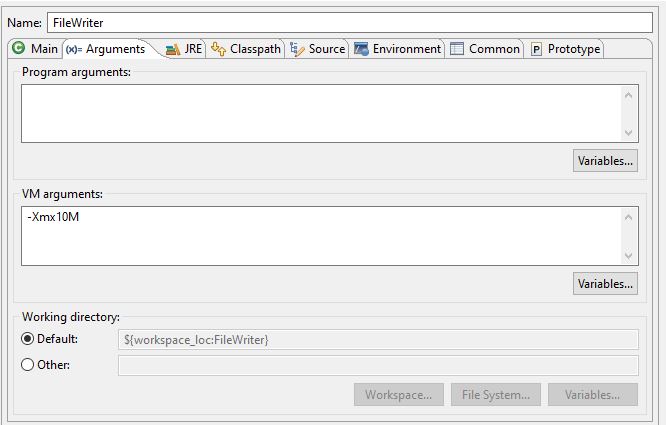 Name: FileWriter
Main (x)= Arguments JRE Classpath Source Environment Common P Prototype
Program arguments:
Variables...
VM arguments:
-Xmx10M
Variables...
Working directory:
Default: ${workspace_loc:FileWriter}
Other:
Workspace... File System... Variables...